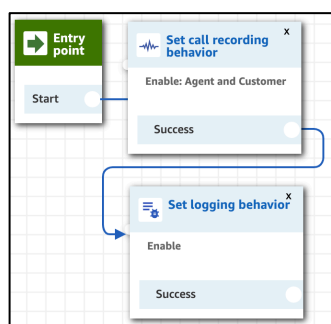 Entry
point
Start
x
Set call recording
behavior
Enable: Agent and Customer
Success
x
Set logging behavior
Enable
Success